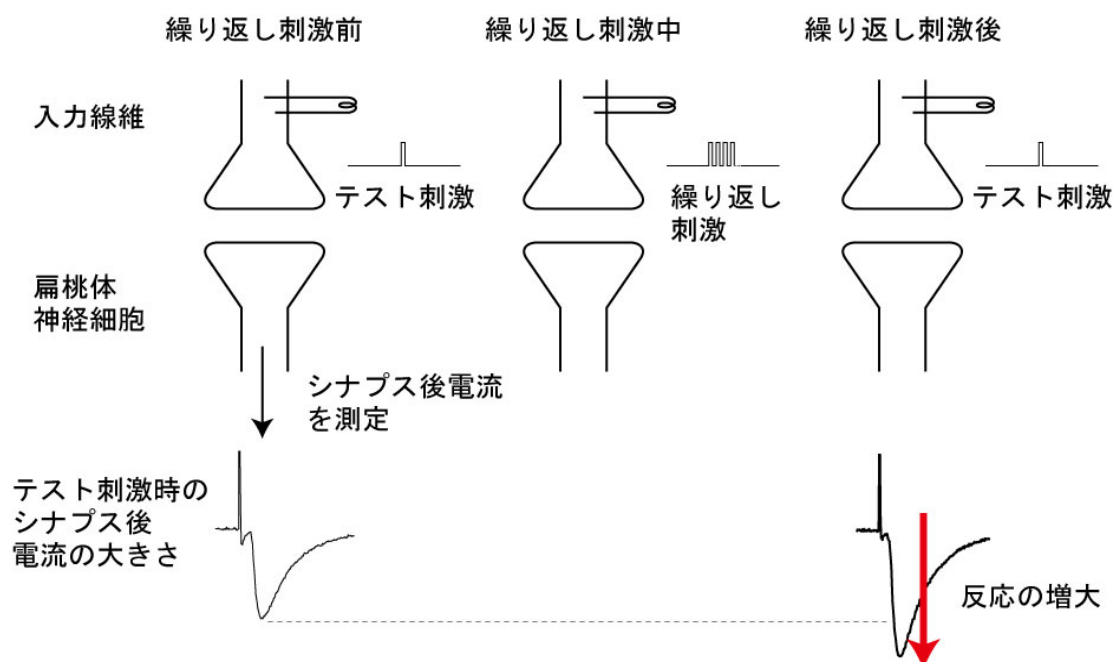 繰り返し刺激前
繰り返し刺激中
繰り返し刺激後
入力線維
テスト刺激
繰り返し
刺激
テスト刺激
扁桃体
神経細胞
シナプス後電流
を測定
テスト刺激時の
シナプス後
電流の大きさ
反応の増大